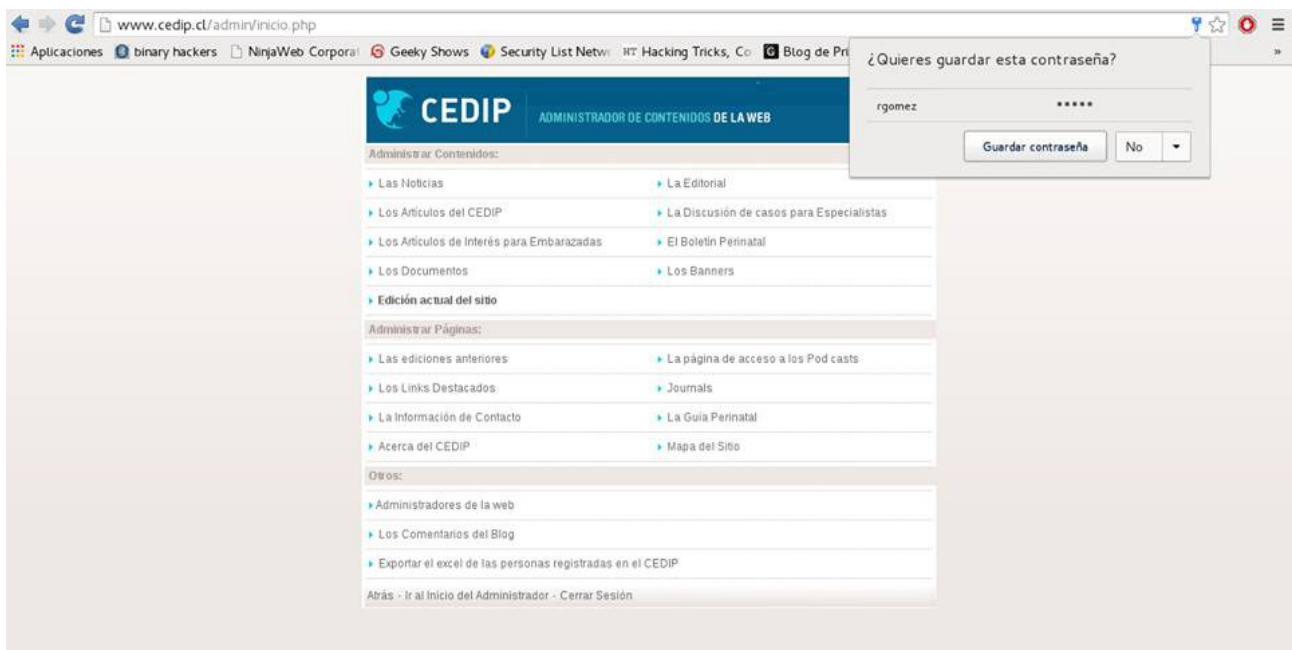 www.cedip.cl/admin/inicio.php
Aplicaciones binary hackers NinjaWeb Corporat Geeky Shows Security List Netw HT Hacking Tricks, Co G Blog de Pri »
¿Quieres guardar esta contraseña?
rgomez *****
Guardar contraseña No
CEDIP ADMINISTRADOR DE CONTENIDOS DE LA WEB
Administrar Contenidos:
Las Noticias La Editorial
Los Artículos del CEDIP La Discusión de casos para Especialistas
Los Artículos de Interés para Embarazadas El Boletín Perinatal
Los Documentos Los Banners
Edición actual del sitio
Administrar Páginas:
Las ediciones anteriores La página de acceso a los Pod casts
Los Links Destacados Journals
La Información de Contacto La Guía Perinatal
Acerca del CEDIP Mapa del Sitio
Otros:
Administradores de la web
Los Comentarios del Blog
Exportar el excel de las personas registradas en el CEDIP
Atrás - Ir al Inicio del Administrador - Cerrar Sesión